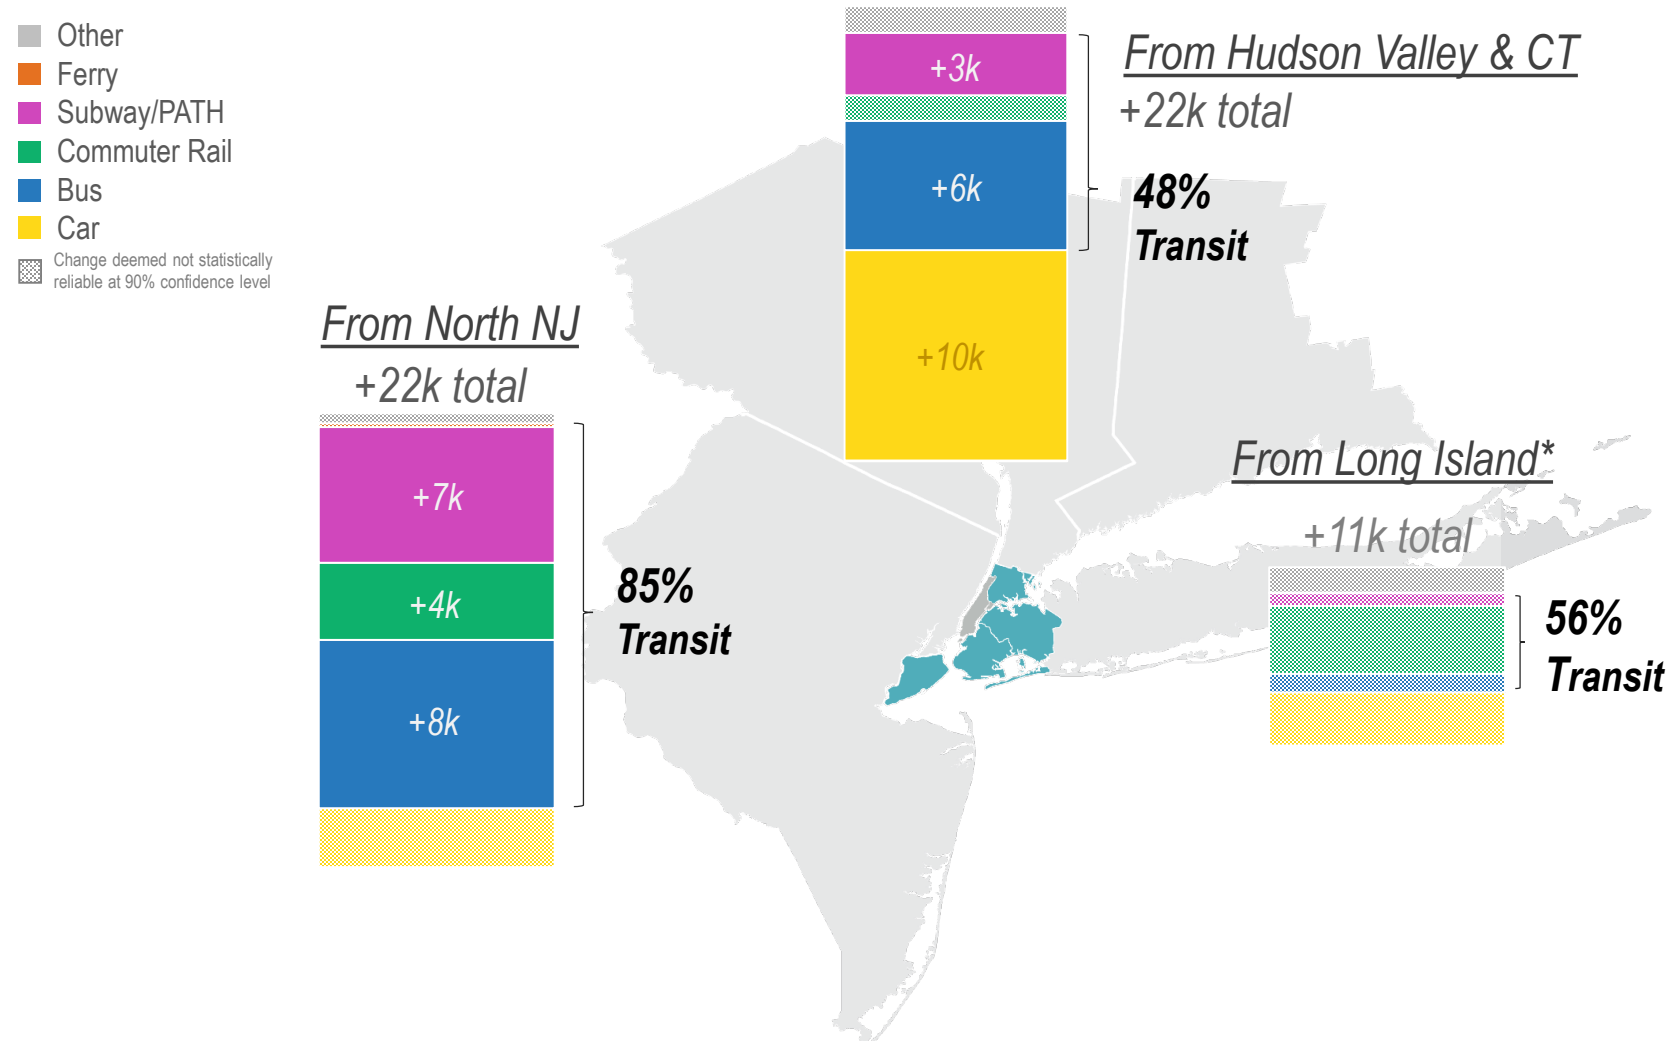 Other
Ferry
Subway/PATH
Commuter Rail
Bus
Car
Change deemed not statistically
reliable at 90% confidence level
From North NJ
+22k total
+7k
+4k
+8k
85%
Transit
+3k
+6k
+10k
From Hudson Valley & CT
+22k total
48%
Transit
From Long Island*
+11k total
56%
Transit